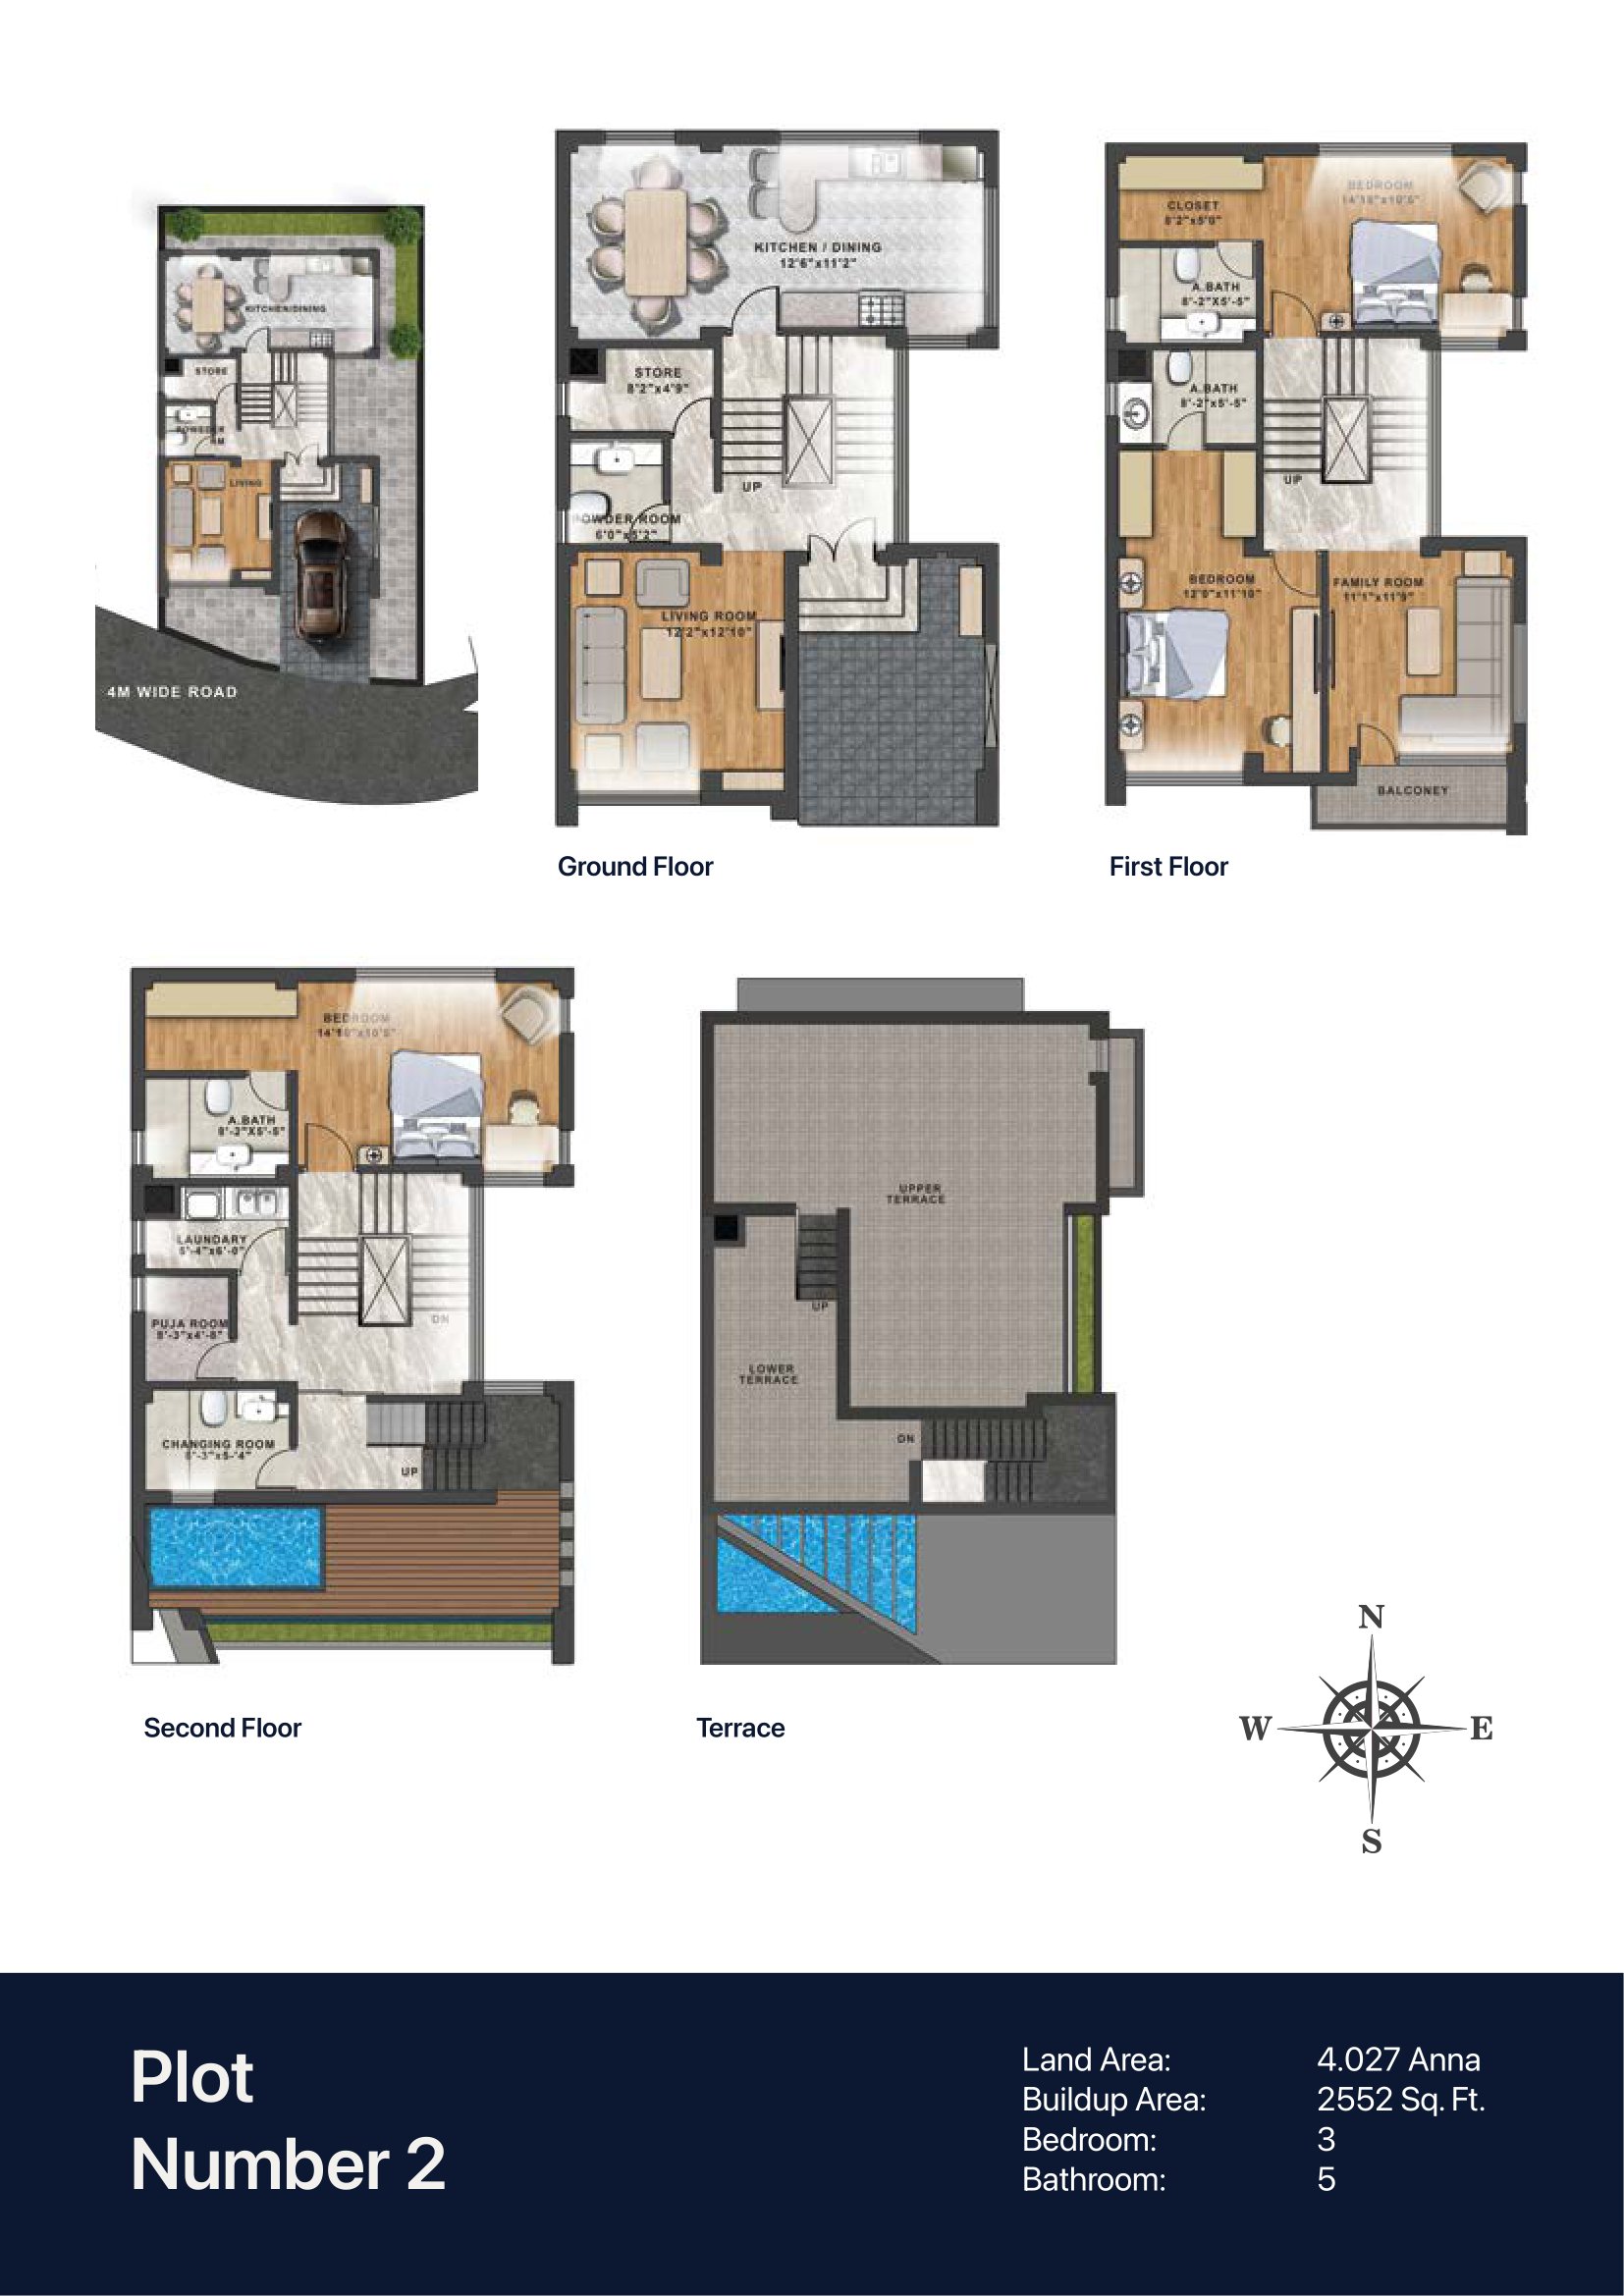 KITCHEN/DINING
STORE
POWEDER
RM
LIVING
4M WIDE ROAD
KITCHEN / DINING
12'6"x11'2"
STORE
8'2"x4'9"
UP
POWDER ROOM
6'0"x5'2"
LIVING ROOM
12'2"x12'10"
Ground Floor
BEDROOM
14'10"x10'5"
CLOSET
8'2"x5'0"
A.BATH
8'-2"X5'-5"
A.BATH
8'-2"x5'-5"
UP
BEDROOM
12'0"x11'10"
FAMILY ROOM
11'1"x11'9"
BALCONEY
First Floor
BEDROOM
14'10"x10'5"
A.BATH
8'-2"X5'-5"
LAUNDARY
5'-4"x6'-0"
PUJA ROOM
8'-3"x4'-8"
DN
CHANGING ROOM
UP
Second Floor
UPPER
TERRACE
UP
LOWER
TERRACE
DN
Terrace
N
W
E
S
Plot
Number 2
Land Area: 4.027 Anna
Buildup Area: 2552 Sq. Ft.
Bedroom: 3
Bathroom: 5